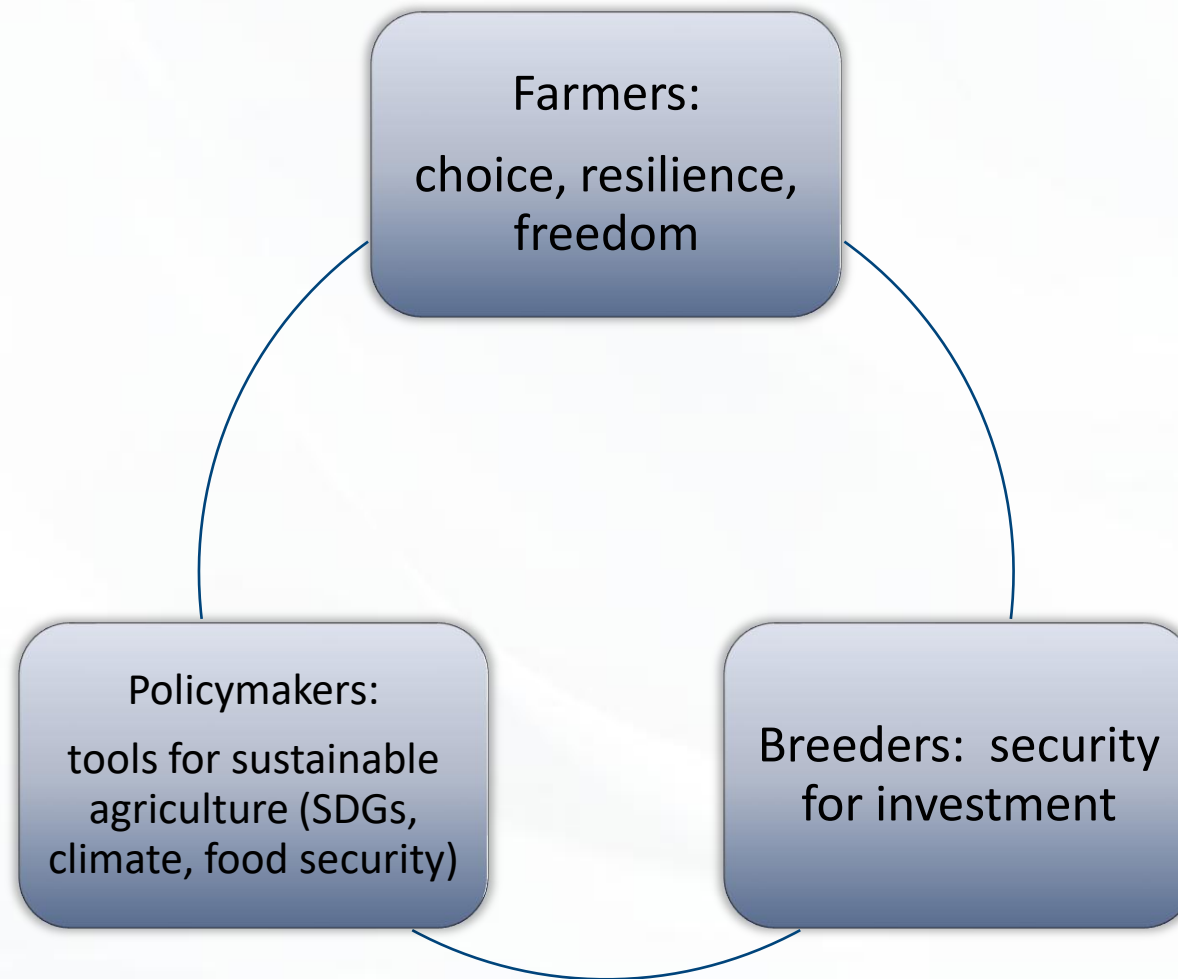 Farmers:
choice, resilience,
freedom
Policymakers:
tools for sustainable
agriculture (SDGs,
climate, food security)
Breeders:  security
for investment